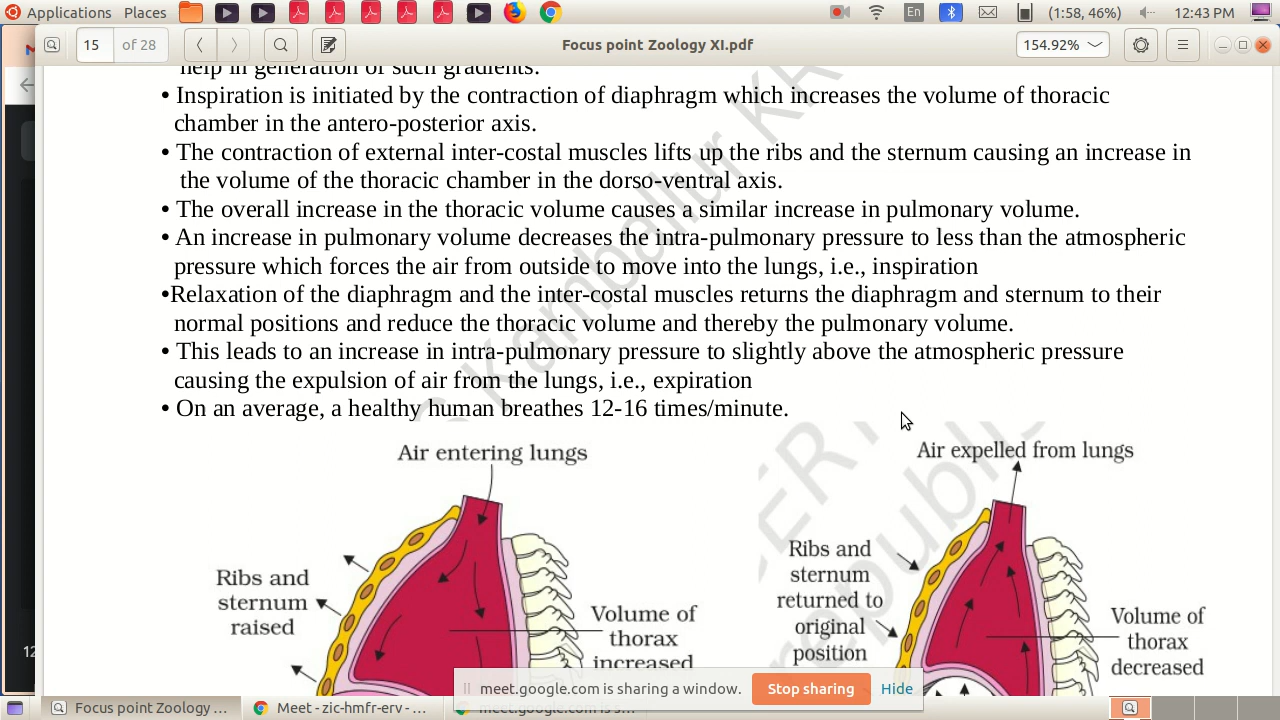 Applications Places En (1:58, 46%) 12:43 PM
15 of 28 Focus point Zoology XI.pdf 154.92%
help in generation of such gradients.
• Inspiration is initiated by the contraction of diaphragm which increases the volume of thoracic
chamber in the antero-posterior axis.
• The contraction of external inter-costal muscles lifts up the ribs and the sternum causing an increase in
the volume of the thoracic chamber in the dorso-ventral axis.
• The overall increase in the thoracic volume causes a similar increase in pulmonary volume.
• An increase in pulmonary volume decreases the intra-pulmonary pressure to less than the atmospheric
pressure which forces the air from outside to move into the lungs, i.e., inspiration
•Relaxation of the diaphragm and the inter-costal muscles returns the diaphragm and sternum to their
normal positions and reduce the thoracic volume and thereby the pulmonary volume.
• This leads to an increase in intra-pulmonary pressure to slightly above the atmospheric pressure
causing the expulsion of air from the lungs, i.e., expiration
• On an average, a healthy human breathes 12-16 times/minute.
Air entering lungs
Ribs and
sternum
raised
Volume of
thorax
increased
Air expelled from lungs
Ribs and
sternum
returned to
original
position
Volume of
thorax
decreased
Kamballur
republi
12
meet.google.com is sharing a window. Stop sharing Hide
Focus point Zoology ... Meet - zic-hmfr-erv - ... meet.google.com is s...